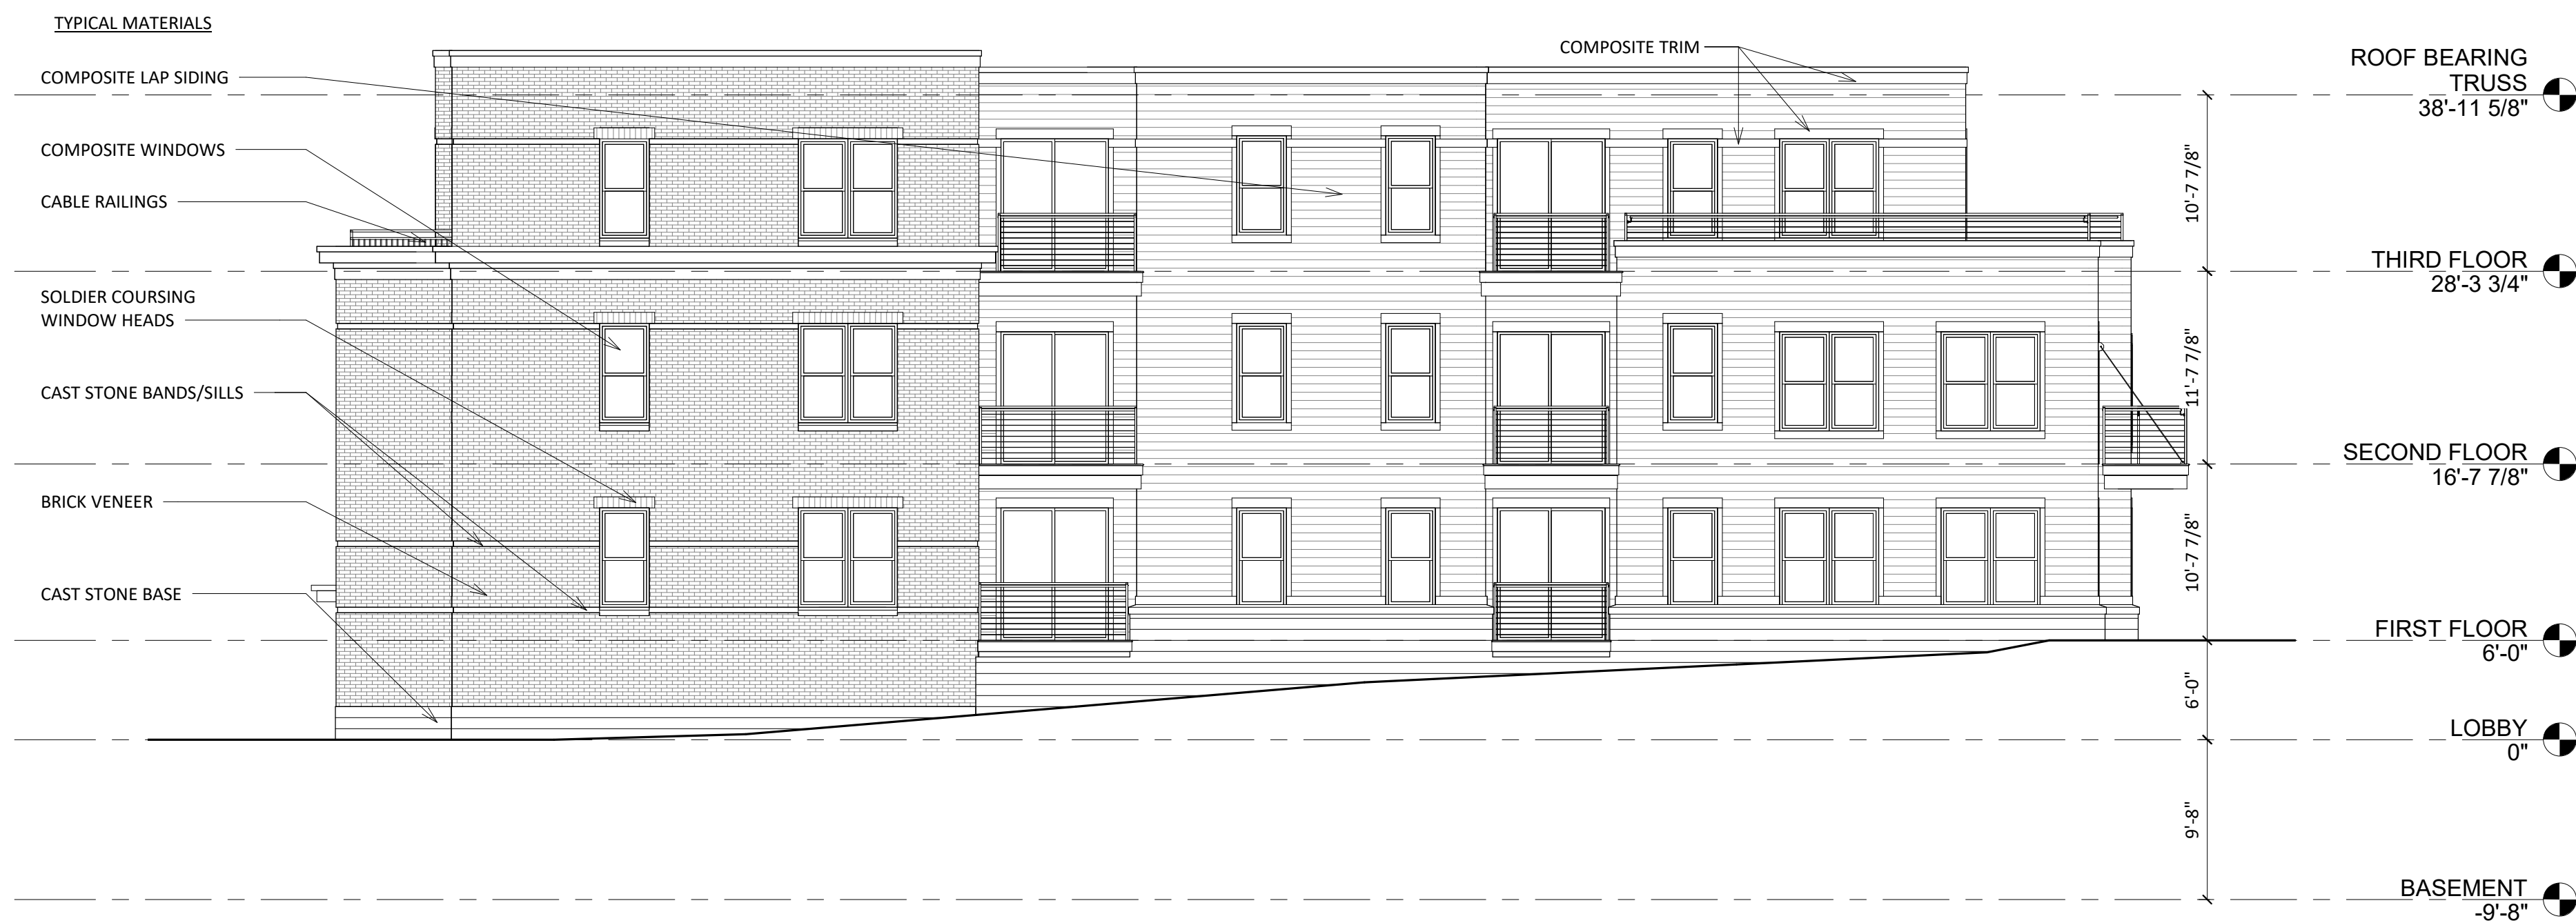 TYPICAL MATERIALS
COMPOSITE LAP SIDING
COMPOSITE WINDOWS
CABLE RAILINGS
SOLDIER COURSING
WINDOW HEADS
CAST STONE BANDS/SILLS
BRICK VENEER
CAST STONE BASE
COMPOSITE TRIM
10'-7 7/8"
11'-7 7/8"
10'-7 7/8"
6'-0"
9'-8"
ROOF BEARING
TRUSS
38'-11 5/8"
THIRD FLOOR
28'-3 3/4"
SECOND FLOOR
16'-7 7/8"
FIRST FLOOR
6'-0"
LOBBY
0"
BASEMENT
-9'-8"